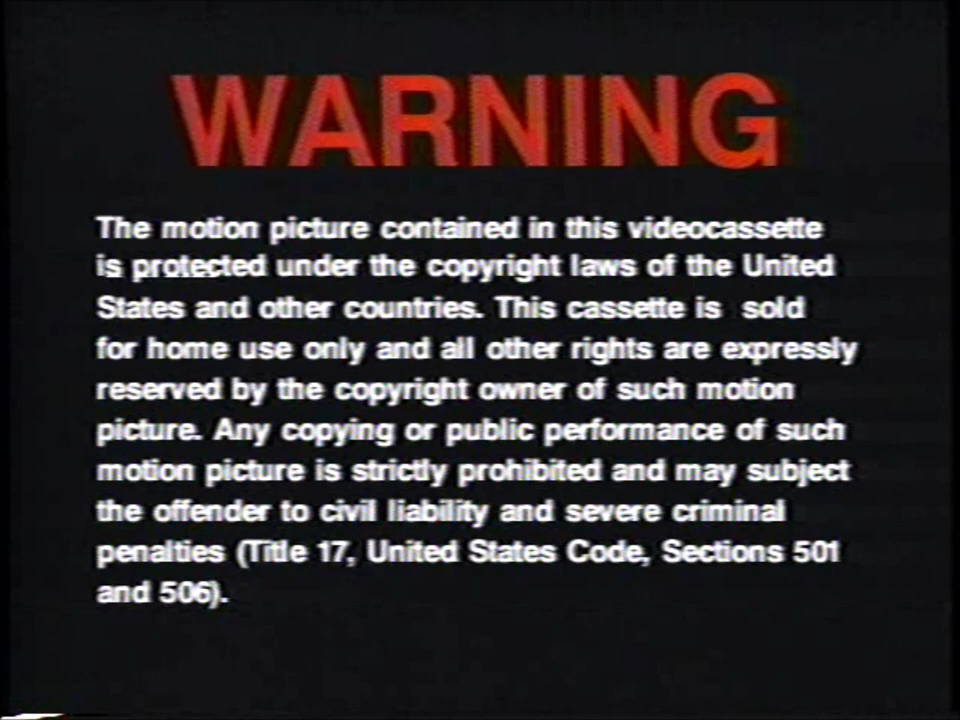 WARNING
The motion picture contained in this videocassette
is protected under the copyright laws of the United
States and other countries. This cassette is  sold
for home use only and all other rights are expressly
reserved by the copyright owner of such motion
picture. Any copying or public performance of such
motion picture is strictly prohibited and may subject
the offender to civil liability and severe criminal
penalties (Title 17, United States Code, Sections 501
and 506).